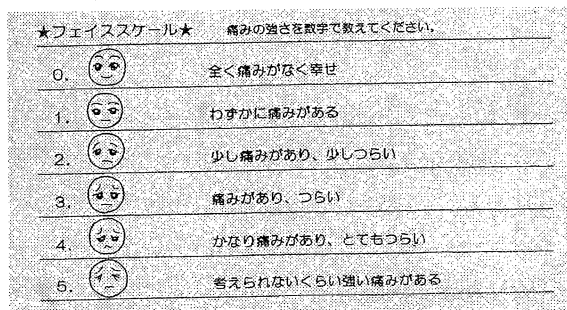 ★フェイススケール★ 痛みの強さを数字で教えてください。
0. 全く痛みがなく幸せ
1. わずかに痛みがある
2. 少し痛みがあり、少しつらい
3. 痛みがあり、つらい
4. かなり痛みがあり、とてもつらい
5. 考えられないくらい強い痛みがある